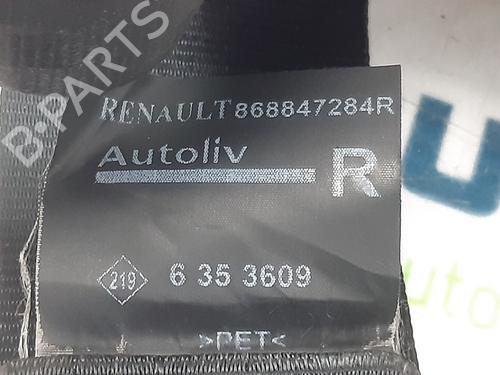 B-PARTS
RENAULT 868847284R
Autoliv
R
219
6 35 3609
>PET<